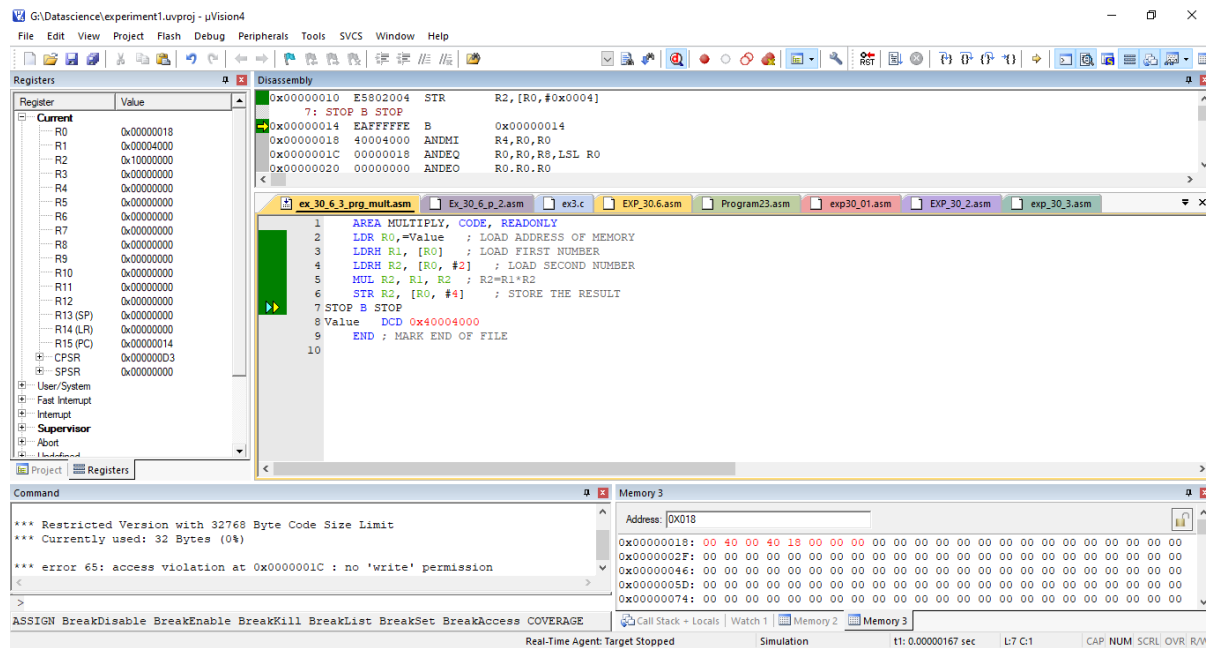 G:\Datascience\experiment1.uvproj - µVision4
File Edit View Project Flash Debug Peripherals Tools SVCS Window Help
Registers
Register Value
Current
R0 0x00000018
R1 0x00004000
R2 0x10000000
R3 0x00000000
R4 0x00000000
R5 0x00000000
R6 0x00000000
R7 0x00000000
R8 0x00000000
R9 0x00000000
R10 0x00000000
R11 0x00000000
R12 0x00000000
R13 (SP) 0x00000000
R14 (LR) 0x00000000
R15 (PC) 0x00000014
CPSR 0x000000D3
SPSR 0x00000000
User/System
Fast Interrupt
Interrupt
Supervisor
Abort
Undefined
Project Registers
Disassembly
0x00000010 E5802004 STR R2,[R0,#0x0004]
7: STOP B STOP
0x00000014 EAFFFFFE B 0x00000014
0x00000018 40004000 ANDMI R4,R0,R0
0x0000001C 00000018 ANDEQ R0,R0,R8,LSL R0
0x00000020 00000000 ANDEQ R0,R0,R0
ex_30_6_3_prg_mult.asm Ex_30_6_p_2.asm ex3.c EXP_30.6.asm Program23.asm exp30_01.asm EXP_30_2.asm exp_30_3.asm
1 AREA MULTIPLY, CODE, READONLY
2 LDR R0,=Value ; LOAD ADDRESS OF MEMORY
3 LDRH R1, [R0] ; LOAD FIRST NUMBER
4 LDRH R2, [R0, #2] ; LOAD SECOND NUMBER
5 MUL R2, R1, R2 ; R2=R1*R2
6 STR R2, [R0, #4] ; STORE THE RESULT
7 STOP B STOP
8 Value DCD 0x40004000
9 END ; MARK END OF FILE
10
Command
*** Restricted Version with 32768 Byte Code Size Limit
*** Currently used: 32 Bytes (0%)
*** error 65: access violation at 0x0000001C : no 'write' permission
>
ASSIGN BreakDisable BreakEnable BreakKill BreakList BreakSet BreakAccess COVERAGE
Memory 3
Address: 0X018
0x00000018: 00 40 00 40 18 00 00 00 00 00 00 00 00 00 00 00 00 00 00 00 00 00 00
0x0000002F: 00 00 00 00 00 00 00 00 00 00 00 00 00 00 00 00 00 00 00 00 00 00 00
0x00000046: 00 00 00 00 00 00 00 00 00 00 00 00 00 00 00 00 00 00 00 00 00 00 00
0x0000005D: 00 00 00 00 00 00 00 00 00 00 00 00 00 00 00 00 00 00 00 00 00 00 00
0x00000074: 00 00 00 00 00 00 00 00 00 00 00 00 00 00 00 00 00 00 00 00 00 00 00
Call Stack + Locals Watch 1 Memory 2 Memory 3
Real-Time Agent: Target Stopped Simulation t1: 0.00000167 sec L:7 C:1 CAP NUM SCRL OVR R/W